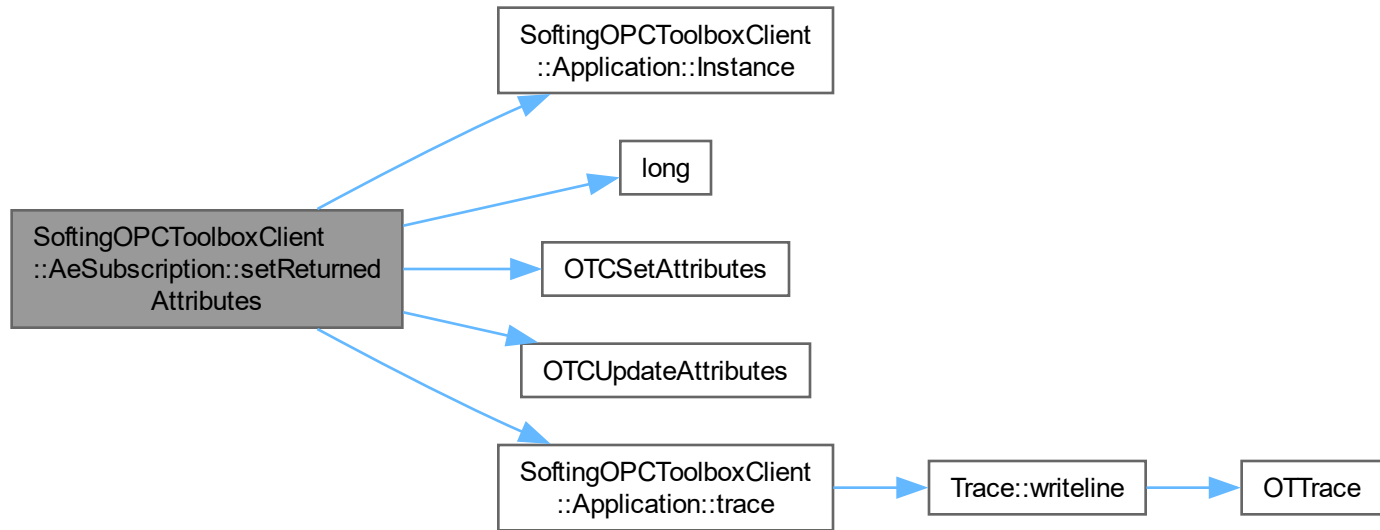 SoftingOPCToolboxClient
::Application::Instance
long
SoftingOPCToolboxClient
::AeSubscription::setReturned
Attributes
OTCSetAttributes
OTCUpdateAttributes
SoftingOPCToolboxClient
::Application::trace
Trace::writeline
OTTrace